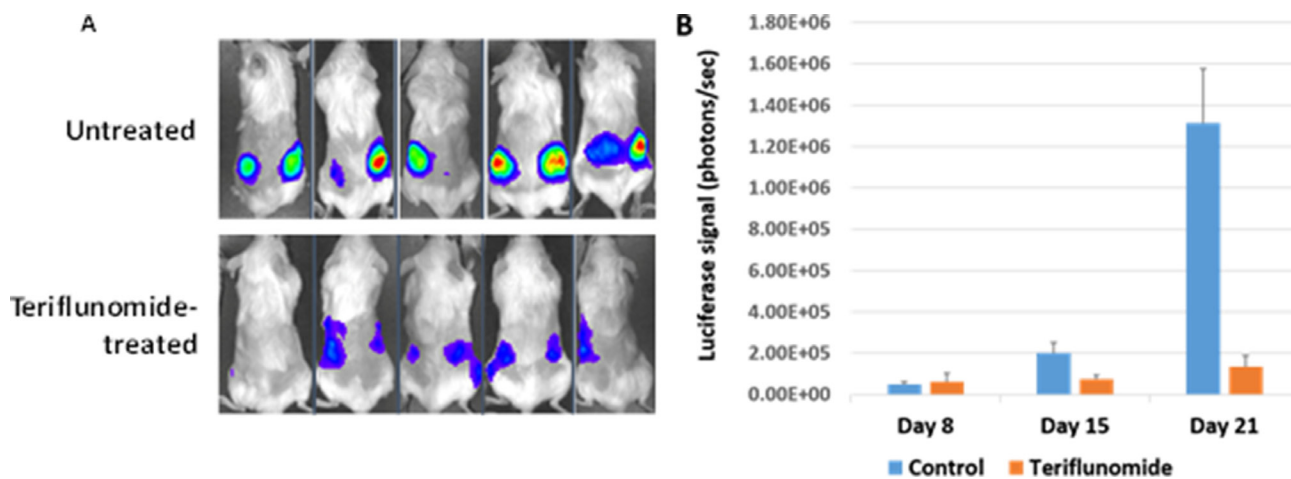 A
Untreated
Teriflunomide-
treated
B
Luciferase signal (photons/sec)
1.80E+06
1.60E+06
1.40E+06
1.20E+06
1.00E+06
8.00E+05
6.00E+05
4.00E+05
2.00E+05
0.00E+00
Day 8 Day 15 Day 21
Control Teriflunomide